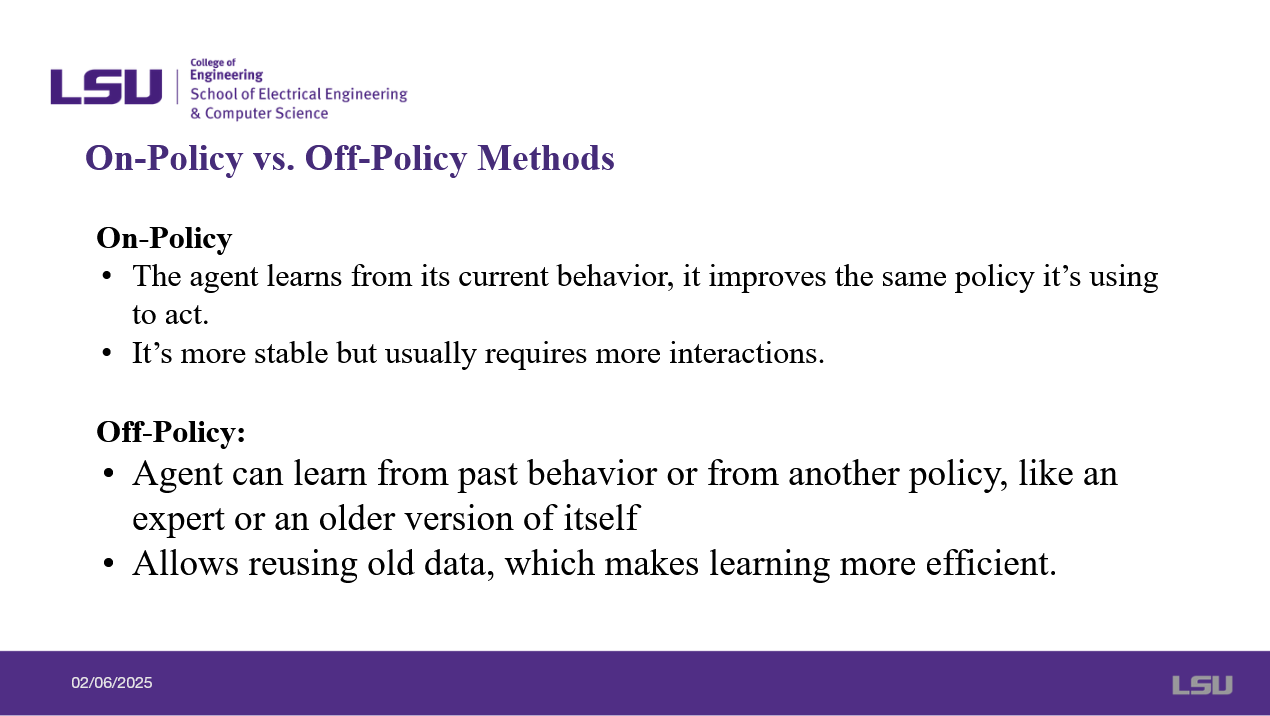 LSU
College of
Engineering
School of Electrical Engineering
& Computer Science
On-Policy vs. Off-Policy Methods
On-Policy
• The agent learns from its current behavior, it improves the same policy it’s using
to act.
• It’s more stable but usually requires more interactions.
Off-Policy:
• Agent can learn from past behavior or from another policy, like an
expert or an older version of itself
• Allows reusing old data, which makes learning more efficient.
02/06/2025
LSU